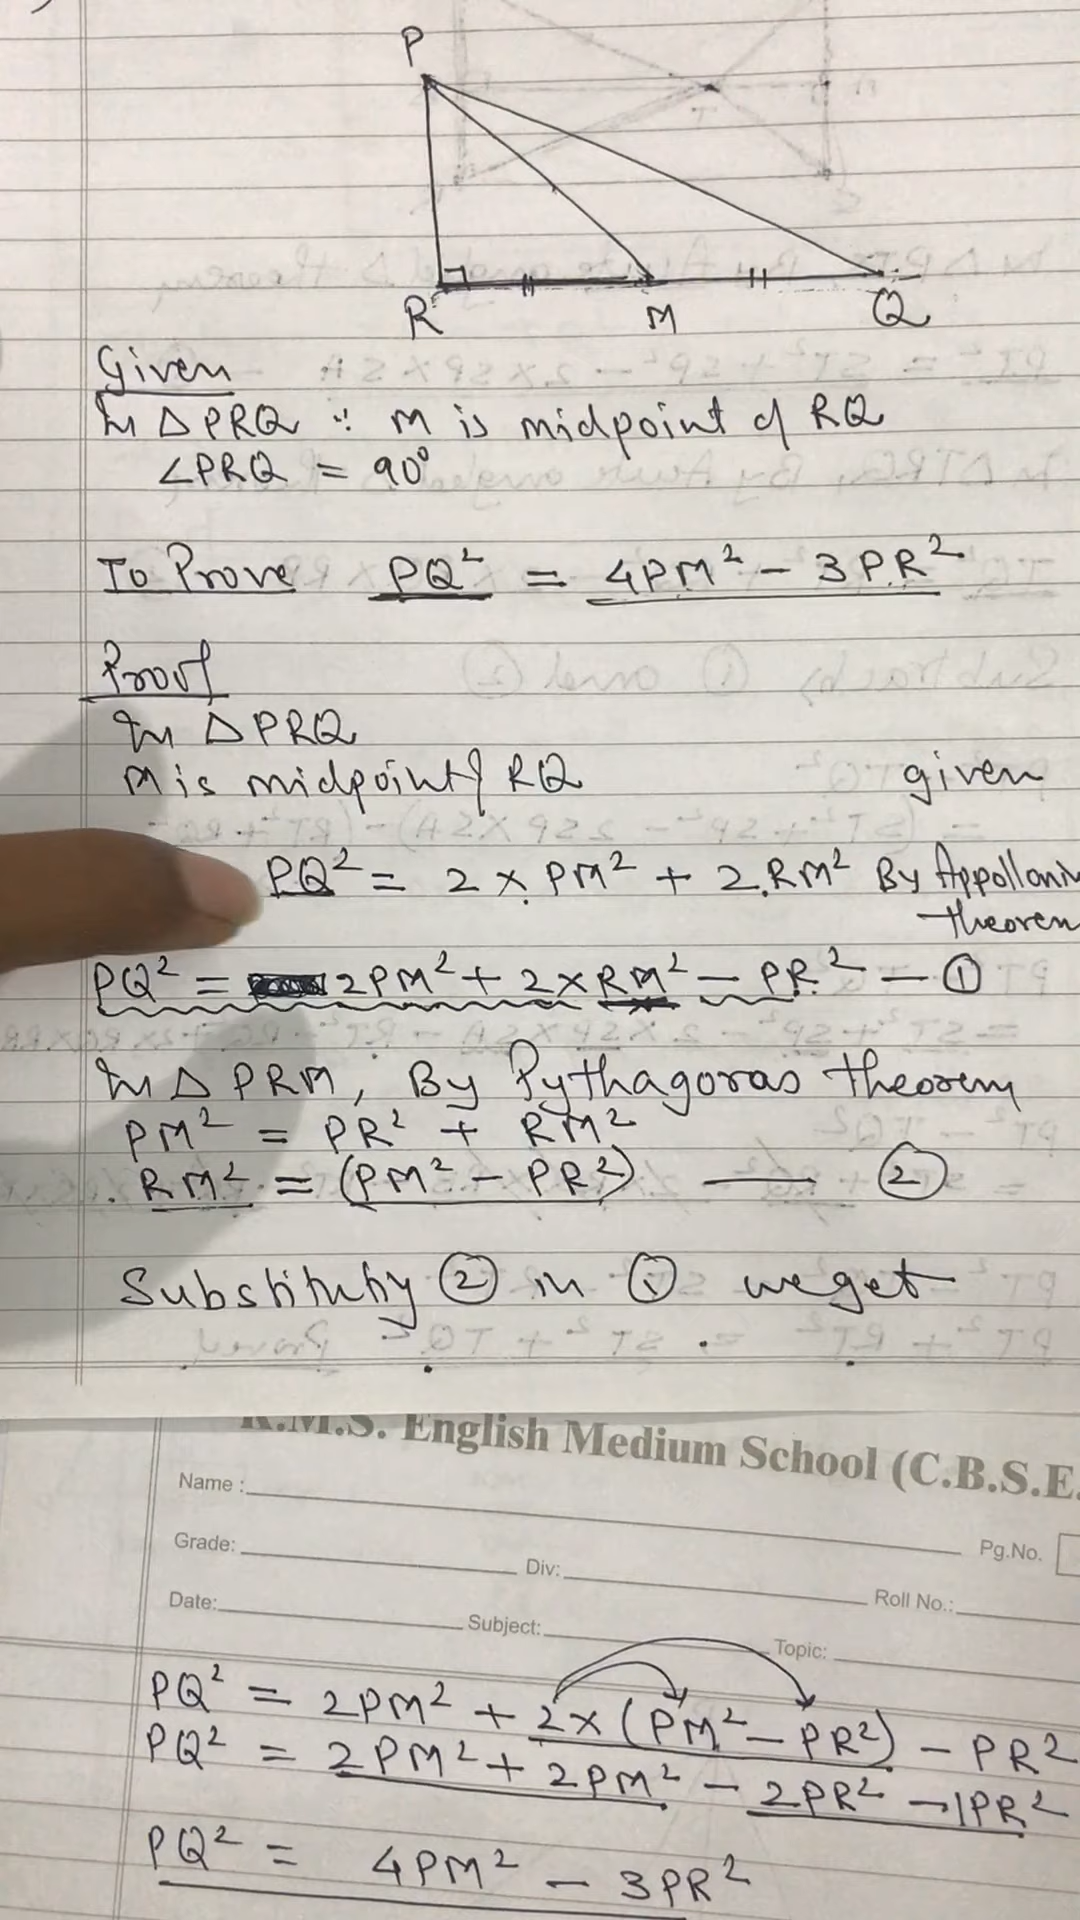 P
R M Q
Given
In △PRQ ∵ M is midpoint of RQ
∠PRQ = 90°
To Prove PQ² = 4PM² - 3PR²
Proof
In △PRQ
M is midpoint of RQ given
PQ² = 2 × PM² + 2.RM² By Appolloni
theorem
PQ² = 2PM² + 2×RM² - PR² - ①
In △ PRM, By Pythagoras theorem
PM² = PR² + RM²
RM² = (PM² - PR²) — ②
Substituty ② in ① we get
K.M.S. English Medium School (C.B.S.E.
Name :
Pg.No.
Grade: Div: Roll No.:
Date: Subject: Topic:
PQ² = 2PM² + 2×(PM² - PR²) - PR²
PQ² = 2PM² + 2PM² - 2PR² - 1PR²
PQ² = 4PM² - 3PR²